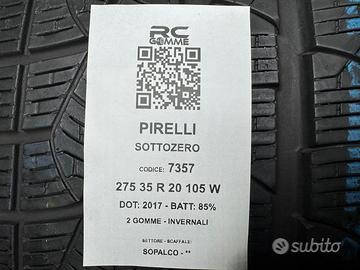 RC
GOMME
PIRELLI
SOTTOZERO
CODICE: 7357
275 35 R 20 105 W
DOT: 2017 - BATT: 85%
2 GOMME - INVERNALI
SETTORE - SCAFFALE:
SOPALCO - **
subito